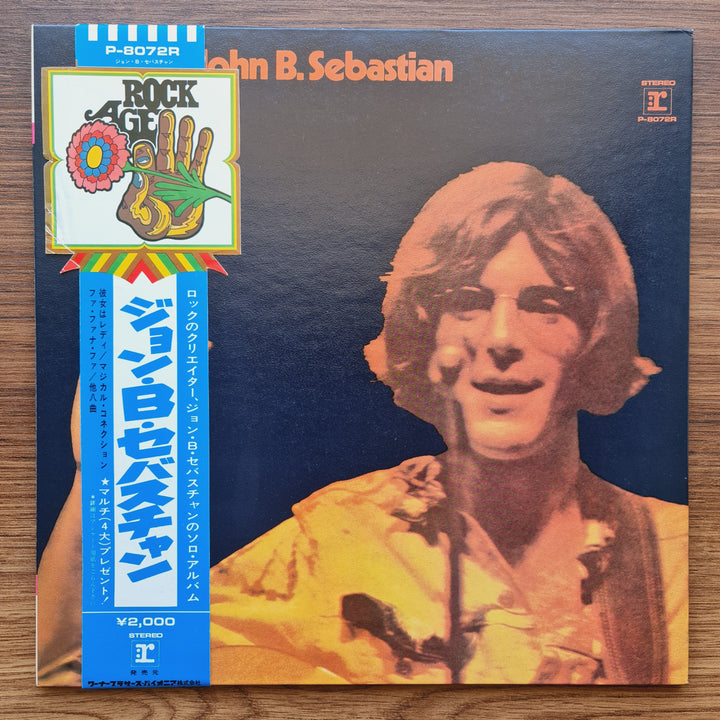 P-8072R
ジョン・B・セバスチャン
ROCK
AGE
John B. Sebastian
STEREO
r
P-8072R
ロックのクリエイター、ジョン・B・セバスチャンのソロ・アルバム
ジョン・B・セバスチャン
彼女はレディ/マジカル・コネクション
ファ・ファナ・ファ/他八曲
★マルチ(4大)プレゼント!
¥2,000
STEREO
r
発売元
ワーナーブラザース・パイオニア株式会社